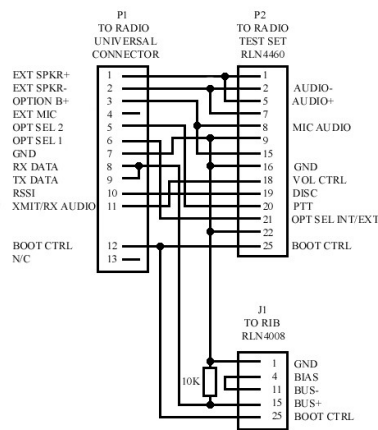 P1
TO RADIO
UNIVERSAL
CONNECTOR
P2
TO RADIO
TEST SET
RLN4460
EXT SPKR+ 1
EXT SPKR- 2
OPTION B+ 3
EXT MIC 4
OPT SEL 2 5
OPT SEL 1 6
GND 7
RX DATA 8
TX DATA 9
RSSI 10
XMIT/RX AUDIO 11
BOOT CTRL 12
N/C 13
1
2 AUDIO-
5 AUDIO+
7
8 MIC AUDIO
9
15
16 GND
18 VOL CTRL
19 DISC
20 PTT
21 OPT SEL INT/EXT
22
25 BOOT CTRL
J1
TO RIB
RLN4008
1 GND
4 BIAS
11 BUS-
15 BUS+
25 BOOT CTRL
10K